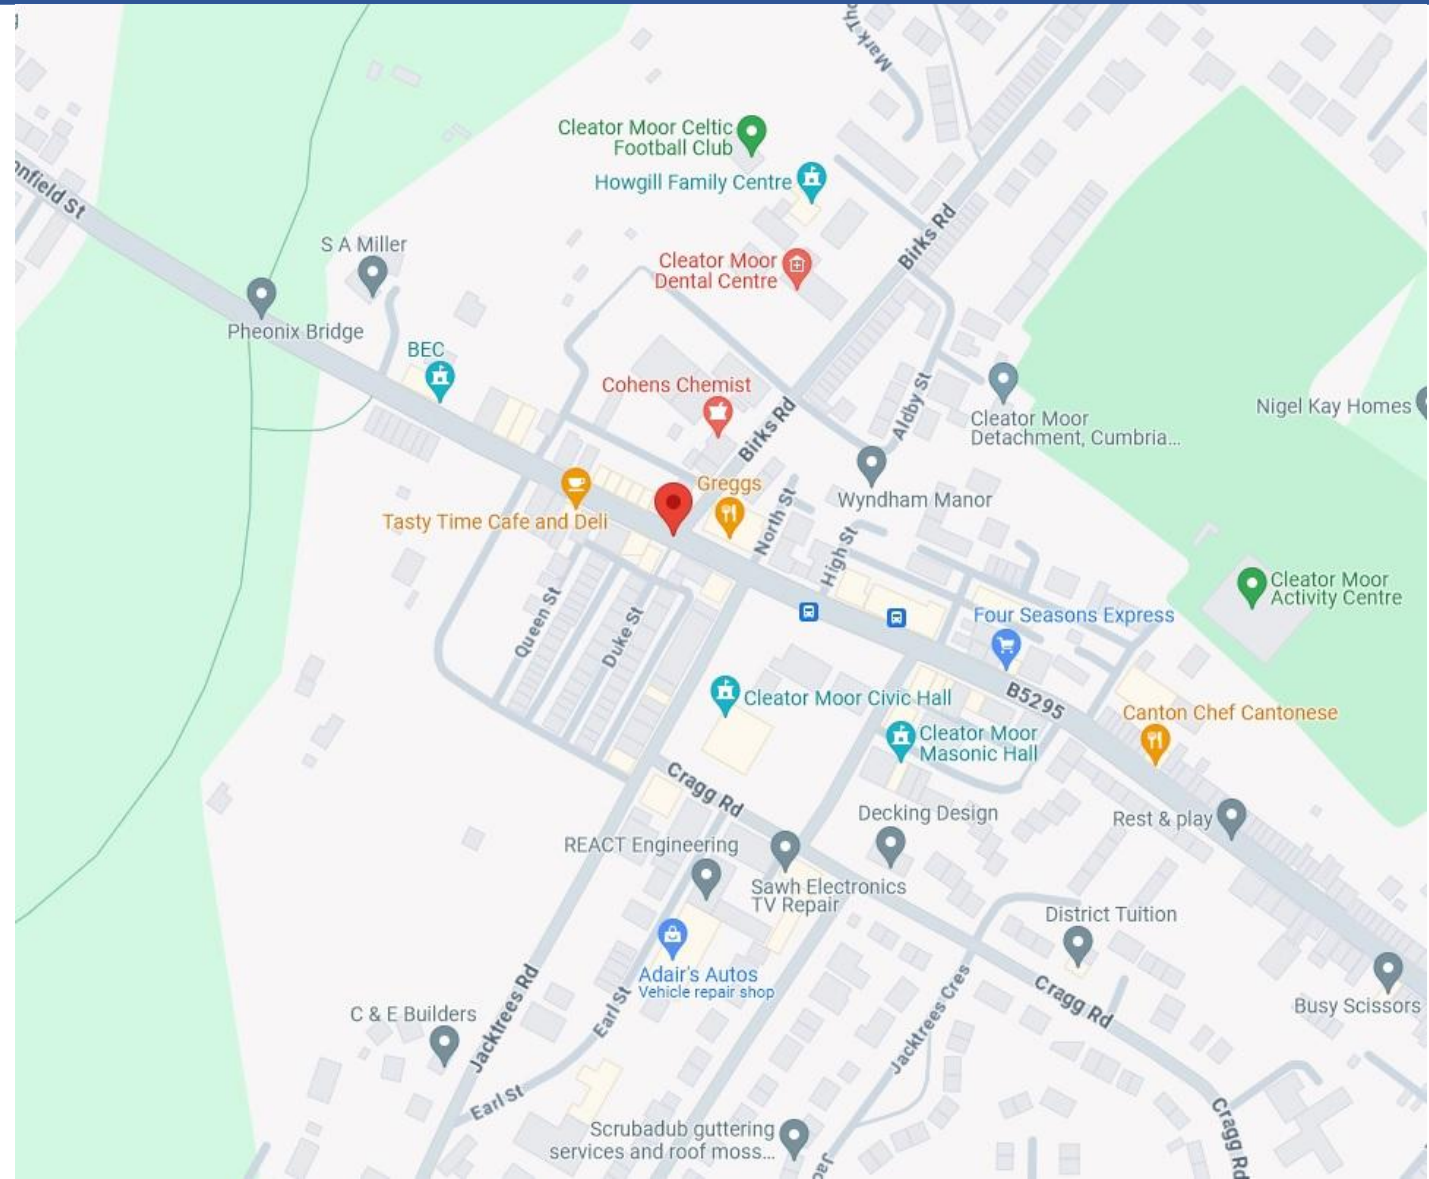 Mark Tho
Cleator Moor Celtic
Football Club
Howgill Family Centre
Birks Rd
onfield St
S A Miller
Cleator Moor
Dental Centre
Pheonix Bridge
BEC
Cohens Chemist
Birks Rd
Aldby St
Cleator Moor
Detachment, Cumbria...
Nigel Kay Homes
Greggs
Wyndham Manor
Tasty Time Cafe and Deli
North St
High St
Cleator Moor
Activity Centre
Queen St
Duke St
Four Seasons Express
Cleator Moor Civic Hall
B5295
Canton Chef Cantonese
Cleator Moor
Masonic Hall
Cragg Rd
Decking Design
Rest & play
REACT Engineering
Sawh Electronics
TV Repair
District Tuition
Adair's Autos
Vehicle repair shop
Busy Scissors
Cragg Rd
C & E Builders
Jacktrees Rd
Earl St
Jacktrees Cres
Earl St
Scrubadub guttering
services and roof moss...
Cragg Rd
Jac